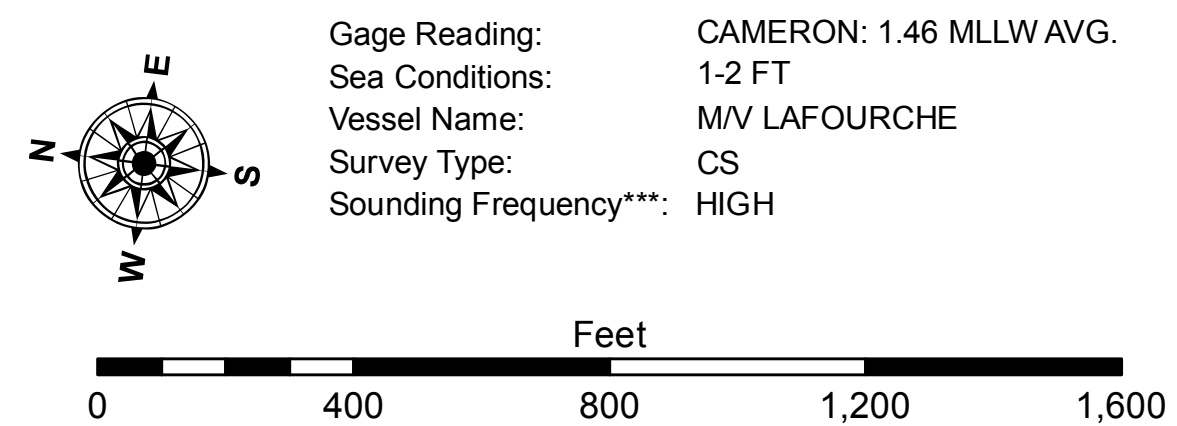 Gage Reading: CAMERON: 1.46 MLLW AVG.
Sea Conditions: 1-2 FT
Vessel Name: M/V LAFOURCHE
Survey Type: CS
Sounding Frequency***: HIGH
E
N
S
W
Feet
0 400 800 1,200 1,600